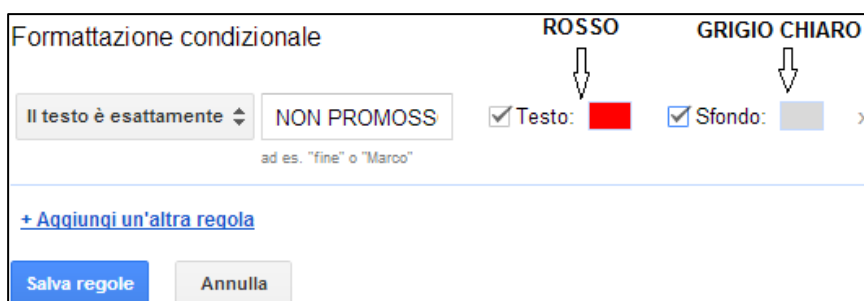 Formattazione condizionale
ROSSO
GRIGIO CHIARO
Il testo è esattamente
NON PROMOSS
Testo:
Sfondo:
x
ad es. "fine" o "Marco"
+ Aggiungi un'altra regola
Salva regole
Annulla